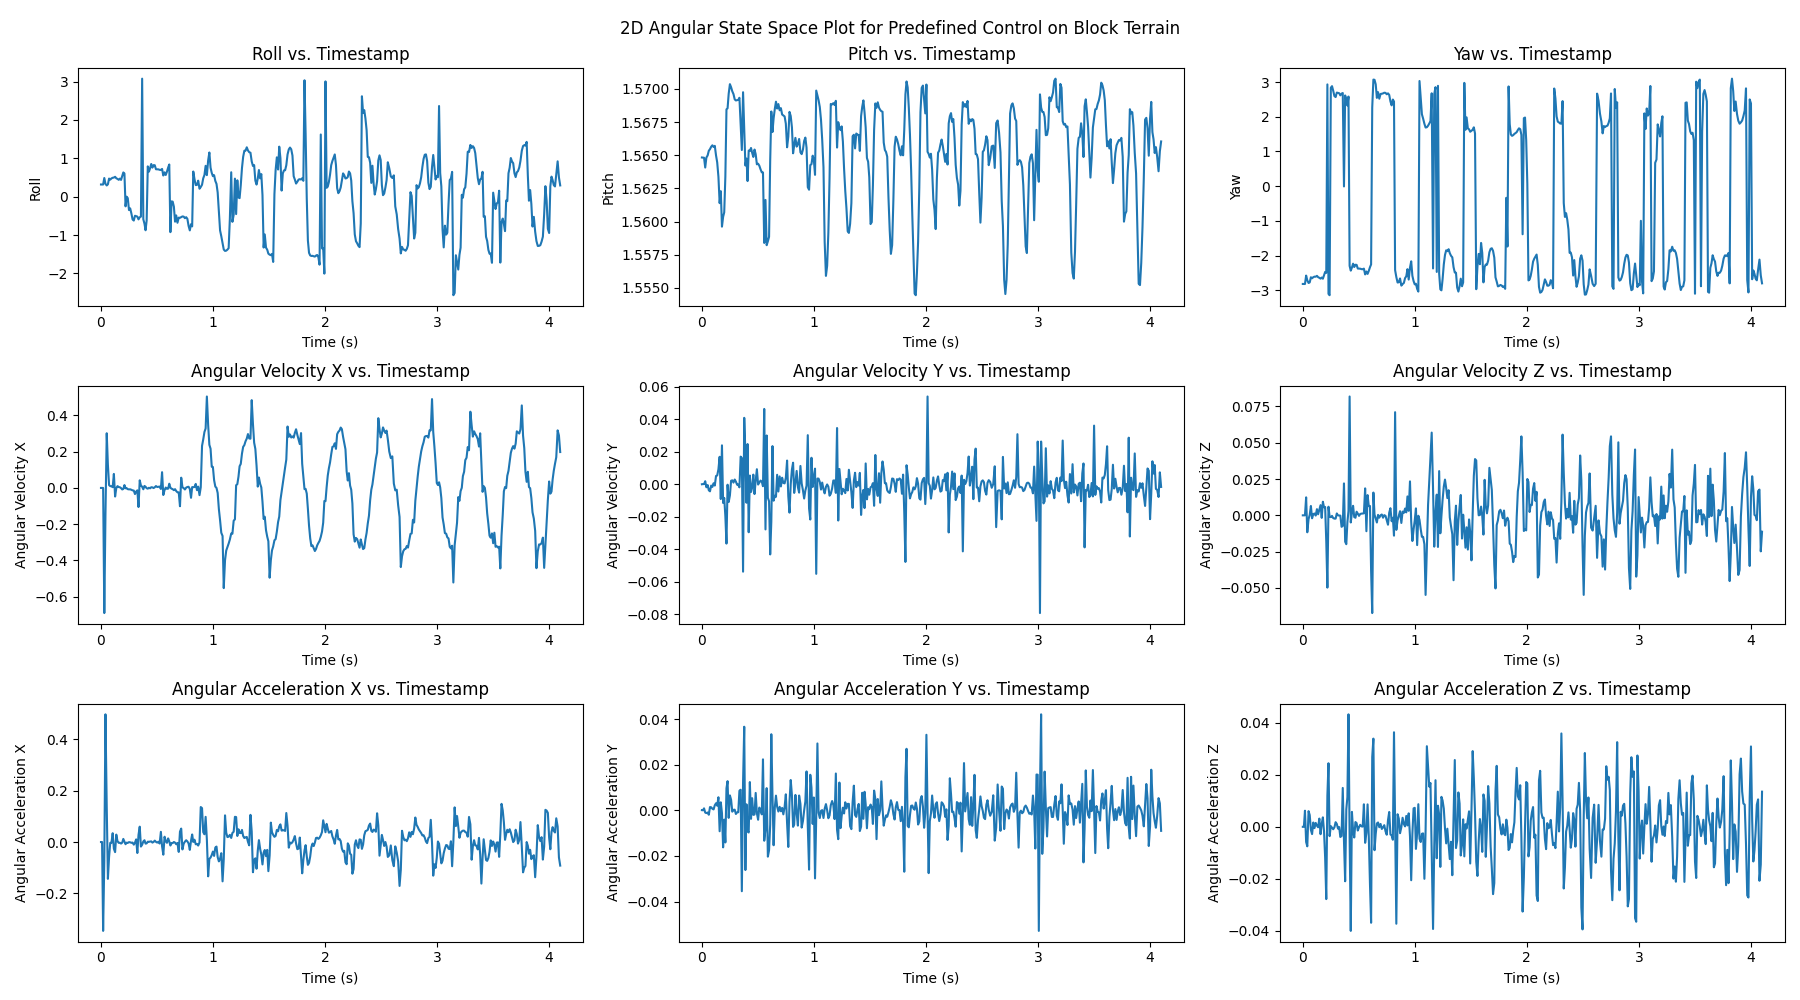 2D Angular State Space Plot for Predefined Control on Block Terrain
Roll vs. Timestamp
Pitch vs. Timestamp
Yaw vs. Timestamp
3
2
1
0
−1
−2
Roll
0 1 2 3 4
Time (s)
1.5700
1.5675
1.5650
1.5625
1.5600
1.5575
1.5550
Pitch
0 1 2 3 4
Time (s)
3
2
1
0
−1
−2
−3
Yaw
0 1 2 3 4
Time (s)
Angular Velocity X vs. Timestamp
Angular Velocity Y vs. Timestamp
Angular Velocity Z vs. Timestamp
0.4
0.2
0.0
−0.2
−0.4
−0.6
Angular Velocity X
0 1 2 3 4
Time (s)
0.06
0.04
0.02
0.00
−0.02
−0.04
−0.06
−0.08
Angular Velocity Y
0 1 2 3 4
Time (s)
0.075
0.050
0.025
0.000
−0.025
−0.050
Angular Velocity Z
0 1 2 3 4
Time (s)
Angular Acceleration X vs. Timestamp
Angular Acceleration Y vs. Timestamp
Angular Acceleration Z vs. Timestamp
0.4
0.2
0.0
−0.2
Angular Acceleration X
0 1 2 3 4
Time (s)
0.04
0.02
0.00
−0.02
−0.04
Angular Acceleration Y
0 1 2 3 4
Time (s)
0.04
0.02
0.00
−0.02
−0.04
Angular Acceleration Z
0 1 2 3 4
Time (s)